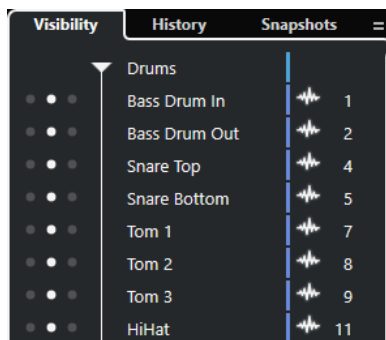 Visibility History Snapshots
Drums
Bass Drum In 1
Bass Drum Out 2
Snare Top 4
Snare Bottom 5
Tom 1 7
Tom 2 8
Tom 3 9
HiHat 11